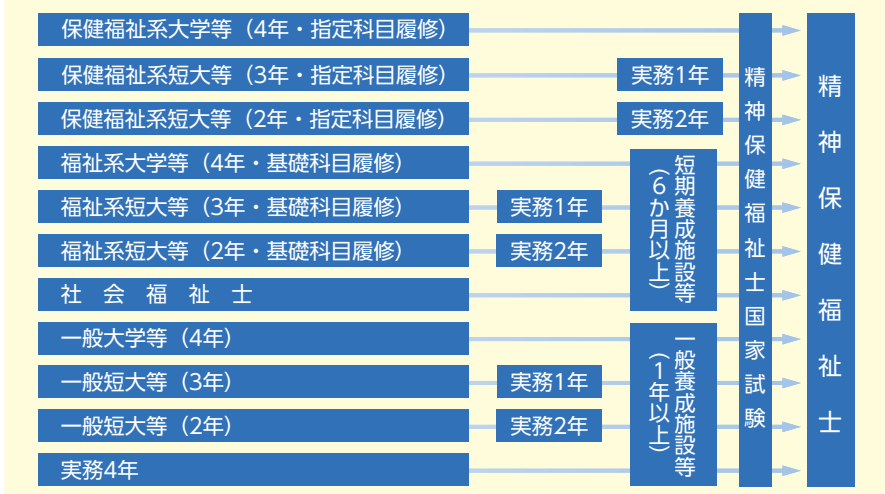 保健福祉系大学等（4年・指定科目履修）
保健福祉系短大等（3年・指定科目履修）
実務1年
保健福祉系短大等（2年・指定科目履修）
実務2年
福祉系大学等（4年・基礎科目履修）
福祉系短大等（3年・基礎科目履修）
実務1年
福祉系短大等（2年・基礎科目履修）
実務2年
社会福祉士
短期養成施設等
（6か月以上）
一般大学等（4年）
一般短大等（3年）
実務1年
一般短大等（2年）
実務2年
実務4年
一般養成施設等
（1年以上）
精神保健福祉士国家試験
精神保健福祉士